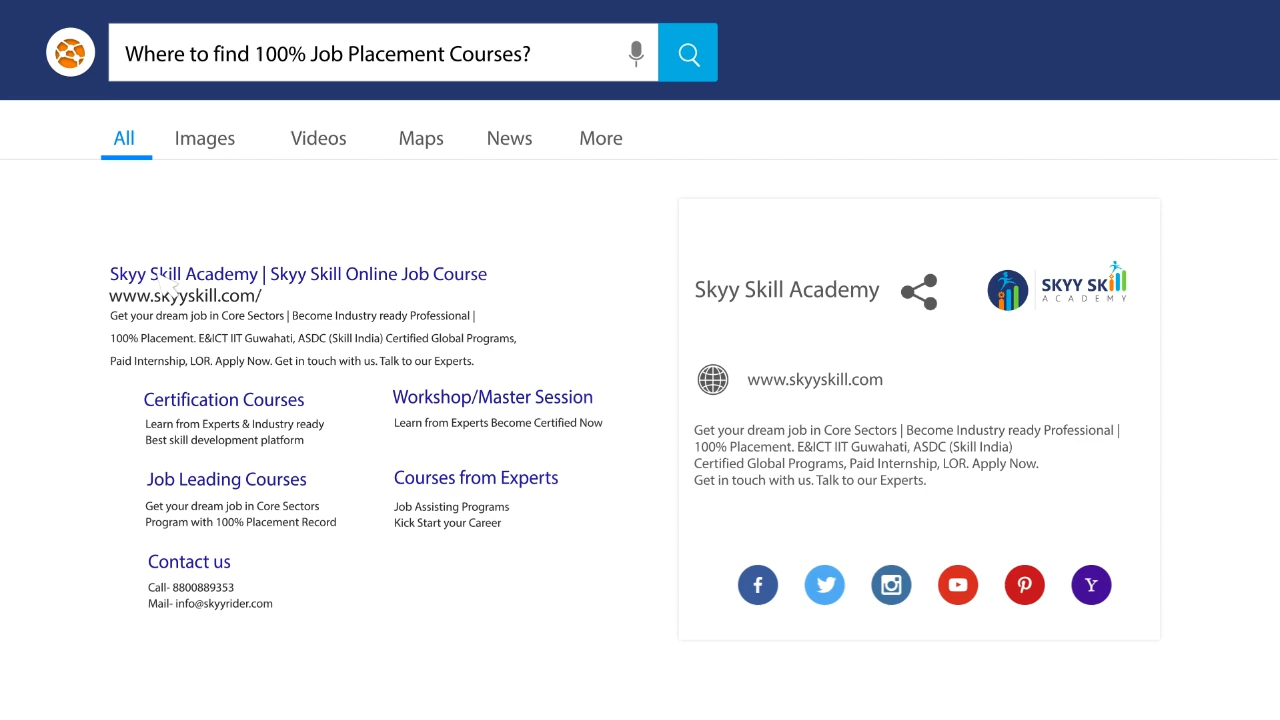 Where to find 100% Job Placement Courses?
All Images Videos Maps News More
Skyy Skill Academy | Skyy Skill Online Job Course
www.skyyskill.com/
Get your dream job in Core Sectors | Become Industry ready Professional |
100% Placement. E&ICT IIT Guwahati, ASDC (Skill India) Certified Global Programs,
Paid Internship, LOR. Apply Now. Get in touch with us. Talk to our Experts.
Certification Courses
Learn from Experts & Industry ready
Best skill development platform
Workshop/Master Session
Learn from Experts Become Certified Now
Job Leading Courses
Get your dream job in Core Sectors
Program with 100% Placement Record
Courses from Experts
Job Assisting Programs
Kick Start your Career
Contact us
Call- 8800889353
Mail- info@skyyrider.com
Skyy Skill Academy
SKYY SKill
ACADEMY
www.skyyskill.com
Get your dream job in Core Sectors | Become Industry ready Professional |
100% Placement. E&ICT IIT Guwahati, ASDC (Skill India)
Certified Global Programs, Paid Internship, LOR. Apply Now.
Get in touch with us. Talk to our Experts.